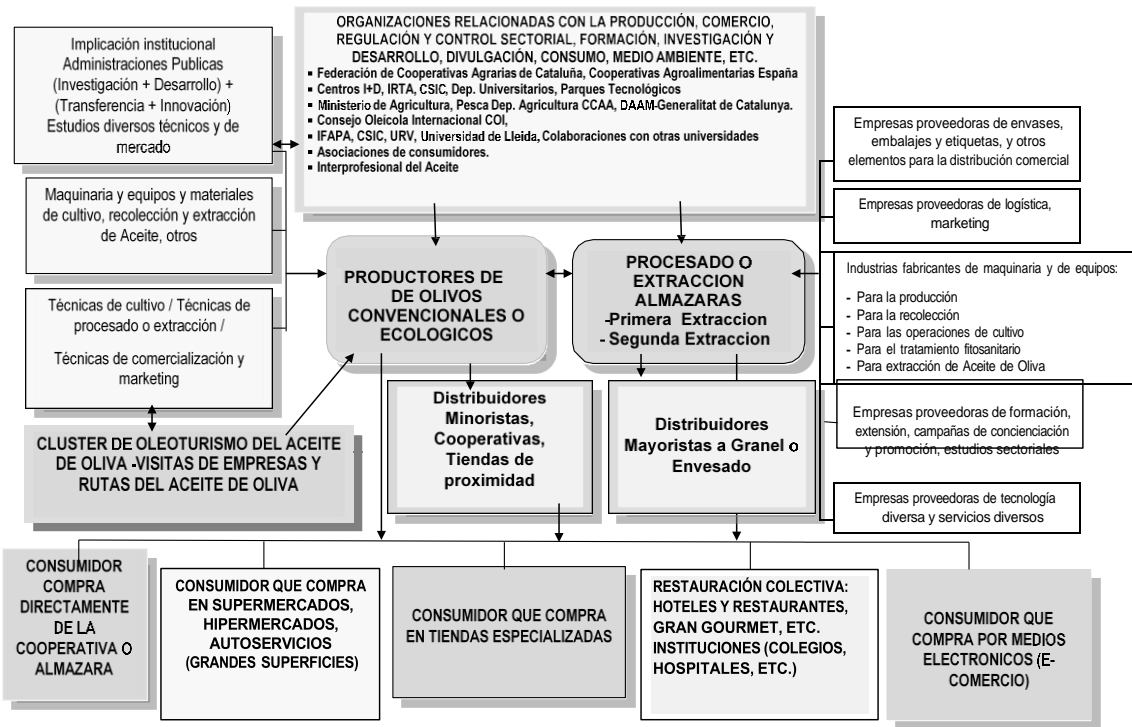 Implicación institucional
Administraciones Publicas
(Investigación + Desarrollo) +
(Transferencia + Innovación)
Estudios diversos técnicos y de
mercado
ORGANIZACIONES RELACIONADAS CON LA PRODUCCIÓN, COMERCIO,
REGULACIÓN Y CONTROL SECTORIAL, FORMACIÓN, INVESTIGACIÓN Y
DESARROLLO, DIVULGACIÓN, CONSUMO, MEDIO AMBIENTE, ETC.
▪ Federación de Cooperativas Agrarias de Cataluña, Cooperativas Agroalimentarias España
▪ Centros I+D, IRTA, CSIC, Dep. Universitarios, Parques Tecnológicos
▪ Ministerio de Agricultura, Pesca Dep. Agricultura CCAA, DAAM-Generalitat de Catalunya.
▪ Consejo Oleícola Internacional COI,
▪ IFAPA, CSIC, URV, Universidad de Lleida, Colaboraciones con otras universidades
▪ Asociaciones de consumidores.
▪ Interprofesional del Aceite
Empresas proveedoras de envases,
embalajes y etiquetas, y otros
elementos para la distribución comercial
Maquinaria y equipos y materiales
de cultivo, recolección y extracción
de Aceite, otros
Empresas proveedoras de logística,
marketing
PRODUCTORES DE
DE OLIVOS
CONVENCIONALES O
ECOLOGICOS
PROCESADO O
EXTRACCION
ALMAZARAS
-Primera Extraccion
- Segunda Extraccion
Industrias fabricantes de maquinaria y de equipos:
- Para la producción
- Para la recolección
- Para las operaciones de cultivo
- Para el tratamiento fitosanitario
- Para extracción de Aceite de Oliva
Técnicas de cultivo / Técnicas de
procesado o extracción /
Técnicas de comercialización y
marketing
Distribuidores
Minoristas,
Cooperativas,
Tiendas de
proximidad
Distribuidores
Mayoristas a Granel o
Envesado
Empresas proveedoras de formación,
extensión, campañas de concienciación
y promoción, estudios sectoriales
CLUSTER DE OLEOTURISMO DEL ACEITE
DE OLIVA -VISITAS DE EMPRESAS Y
RUTAS DEL ACEITE DE OLIVA
Empresas proveedoras de tecnología
diversa y servicios diversos
CONSUMIDOR
COMPRA
DIRECTAMENTE
DE LA
COOPERATIVA O
ALMAZARA
CONSUMIDOR QUE COMPRA
EN SUPERMERCADOS,
HIPERMERCADOS,
AUTOSERVICIOS
(GRANDES SUPERFICIES)
CONSUMIDOR QUE COMPRA
EN TIENDAS ESPECIALIZADAS
RESTAURACIÓN COLECTIVA:
HOTELES Y RESTAURANTES,
GRAN GOURMET, ETC.
INSTITUCIONES (COLEGIOS,
HOSPITALES, ETC.)
CONSUMIDOR QUE
COMPRA POR MEDIOS
ELECTRONICOS (E-
COMERCIO)